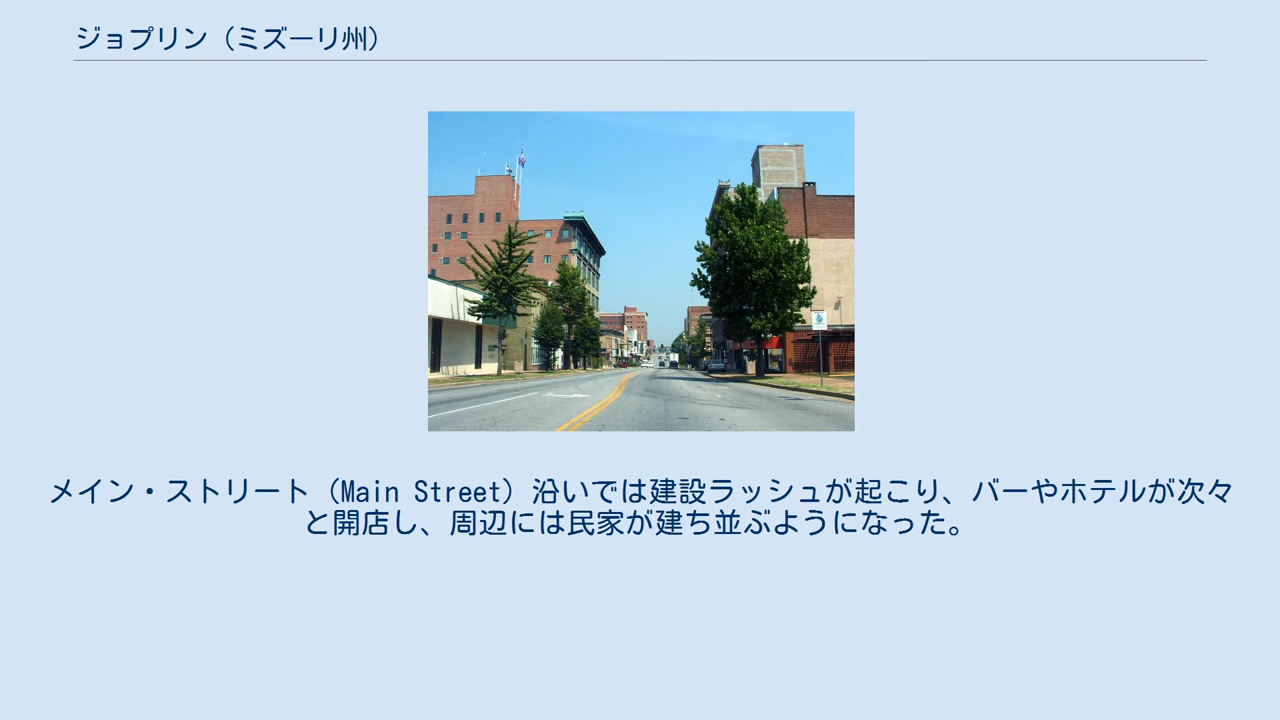 ジョプリン（ミズーリ州）
メイン・ストリート（Main Street）沿いでは建設ラッシュが起こり、バーやホテルが次々
と開店し、周辺には民家が建ち並ぶようになった。